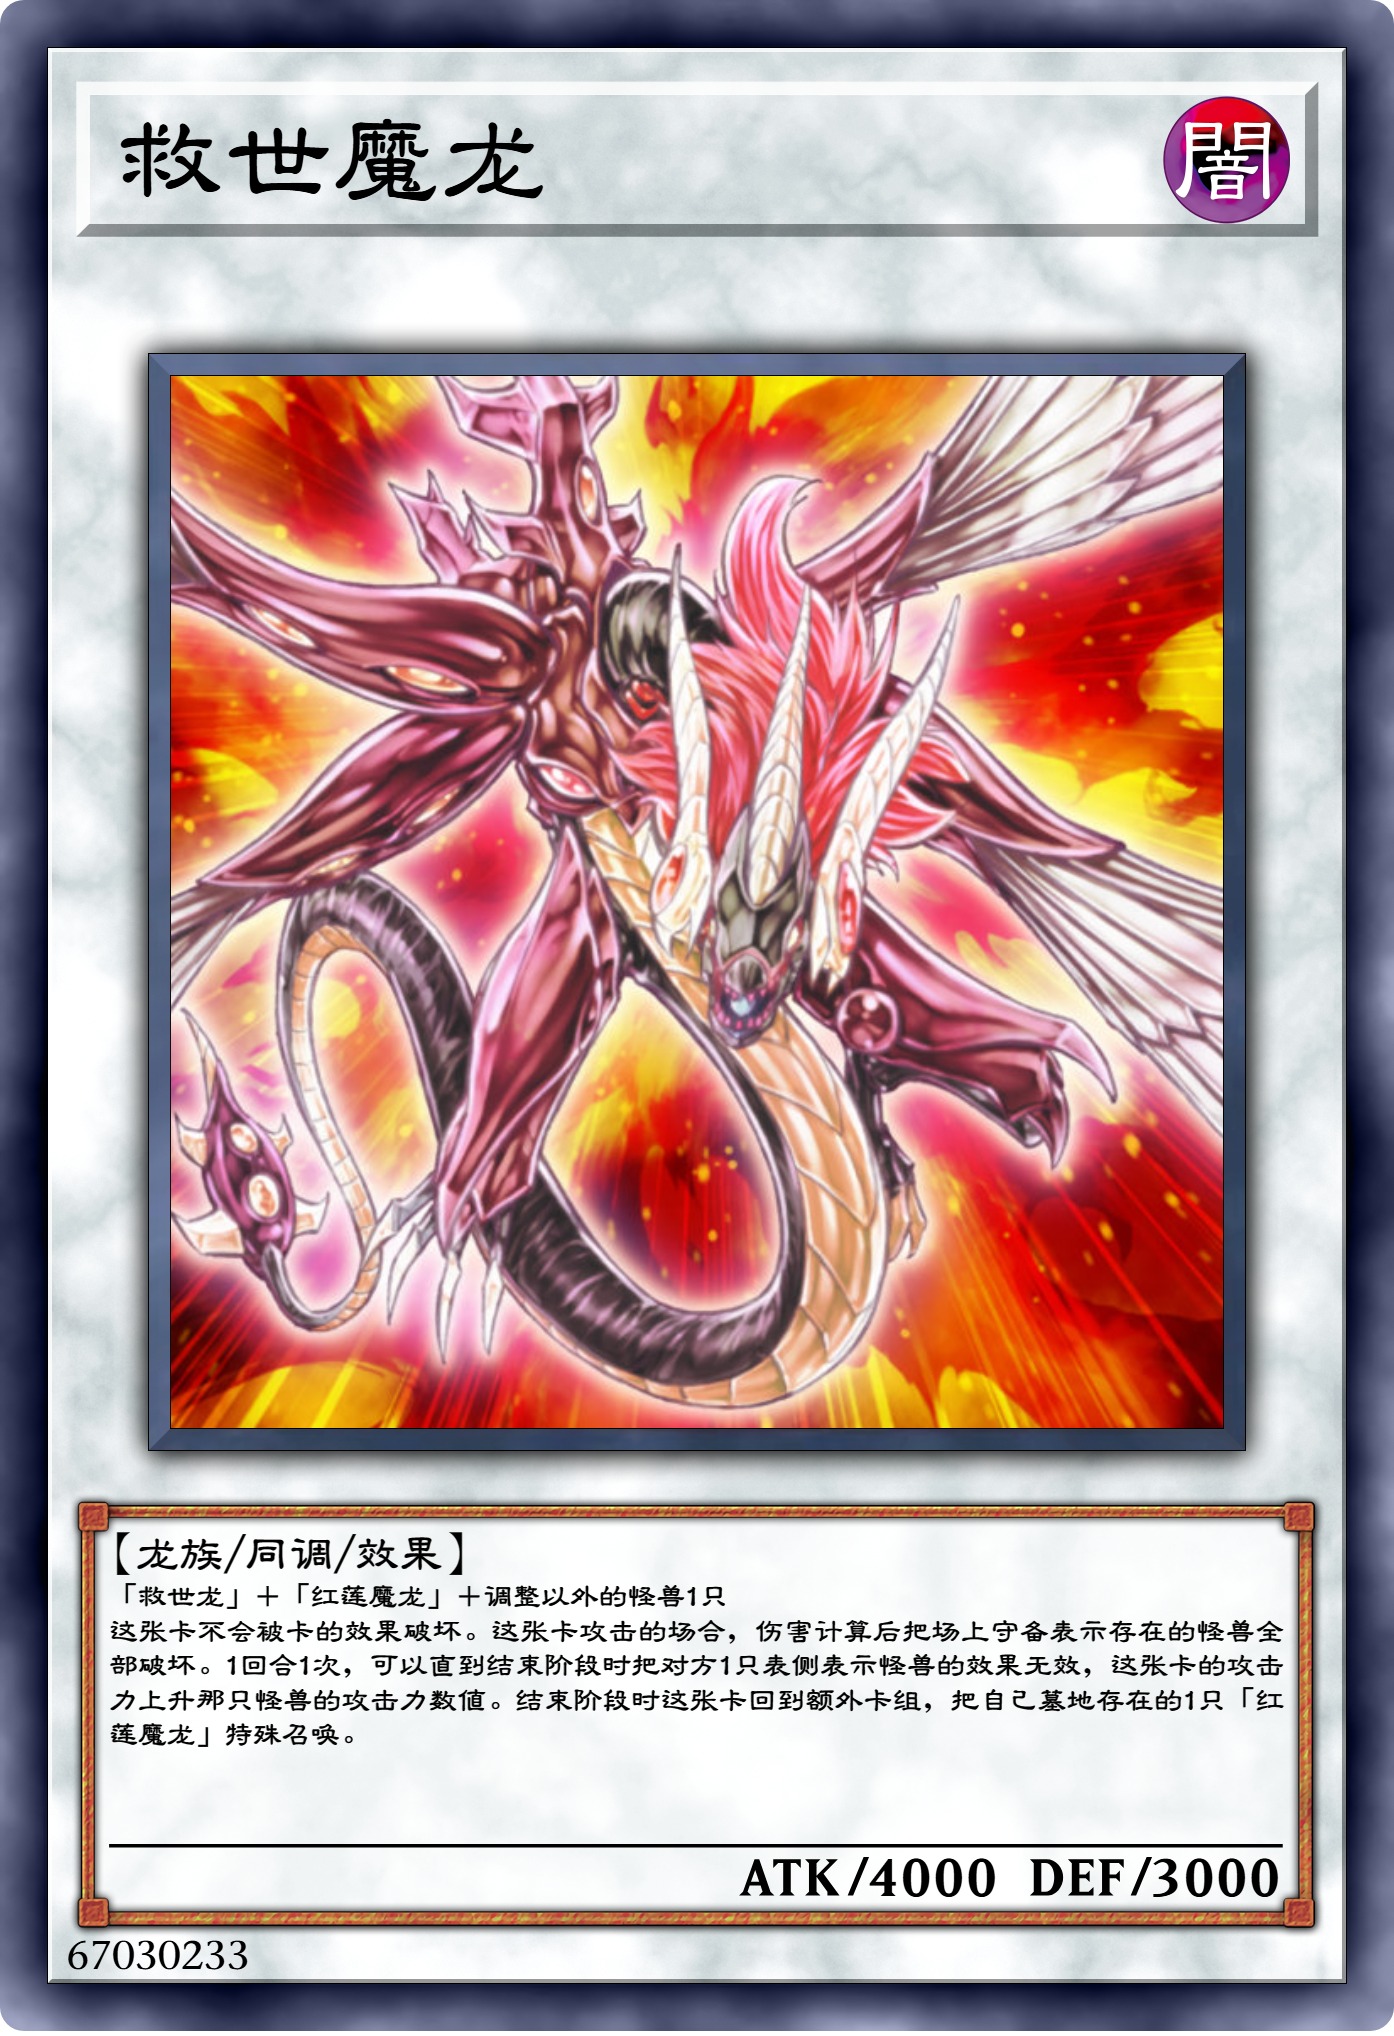 救世魔龙
闇
【龙族/同调/效果】
「救世龙」＋「红莲魔龙」＋调整以外的怪兽1只
这张卡不会被卡的效果破坏。这张卡攻击的场合，伤害计算后把场上守备表示存在的怪兽全
部破坏。1回合1次，可以直到结束阶段时把对方1只表侧表示怪兽的效果无效，这张卡的攻击
力上升那只怪兽的攻击力数值。结束阶段时这张卡回到额外卡组，把自己墓地存在的1只「红
莲魔龙」特殊召唤。
ATK/4000 DEF/3000
67030233